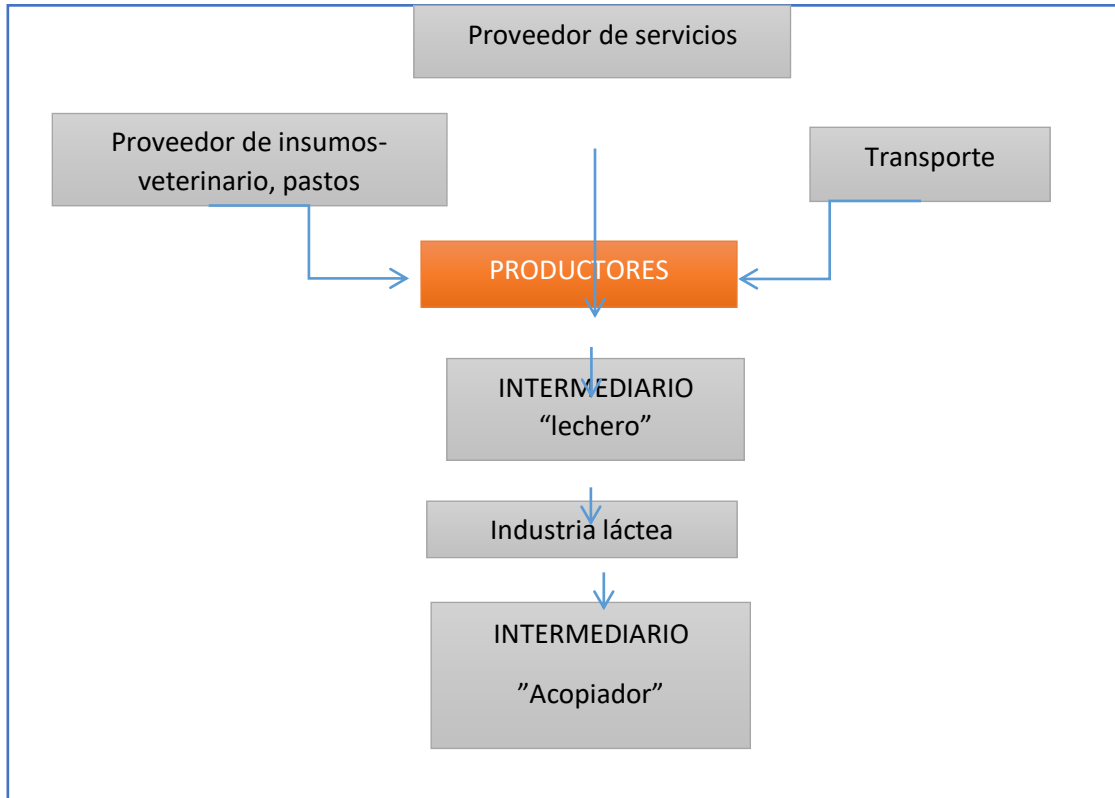 Proveedor de servicios
Proveedor de insumos-
veterinario, pastos
Transporte
PRODUCTORES
INTERMEDIARIO
“lechero”
Industria láctea
INTERMEDIARIO
”Acopiador”